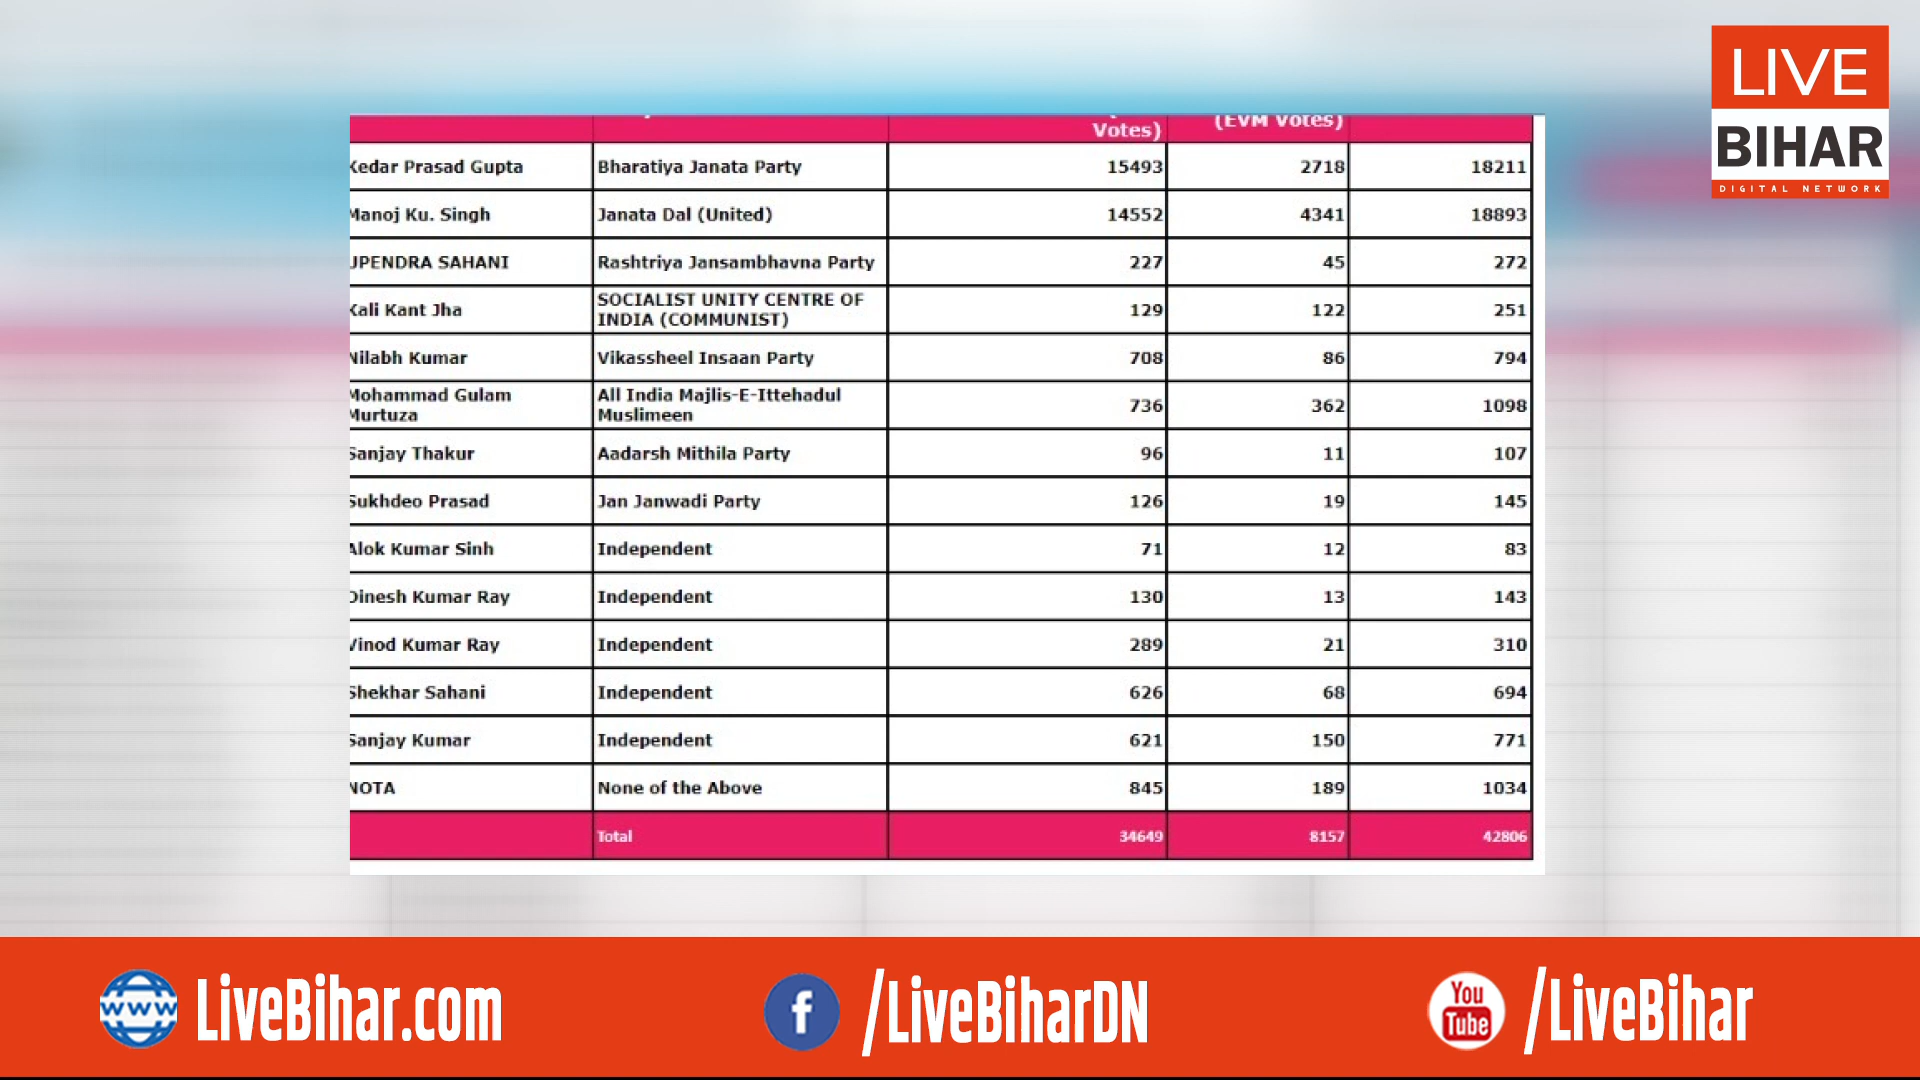 LIVE
BIHAR
DIGITAL NETWORK
Votes) (EVM Votes)
Kedar Prasad Gupta Bharatiya Janata Party 15493 2718 18211
Manoj Ku. Singh Janata Dal (United) 14552 4341 18893
UPENDRA SAHANI Rashtriya Jansambhavna Party 227 45 272
Kali Kant Jha SOCIALIST UNITY CENTRE OF INDIA (COMMUNIST) 129 122 251
Nilabh Kumar Vikassheel Insaan Party 708 86 794
Mohammad Gulam Murtuza All India Majlis-E-Ittehadul Muslimeen 736 362 1098
Sanjay Thakur Aadarsh Mithila Party 96 11 107
Sukhdeo Prasad Jan Janwadi Party 126 19 145
Alok Kumar Sinh Independent 71 12 83
Dinesh Kumar Ray Independent 130 13 143
Vinod Kumar Ray Independent 289 21 310
Shekhar Sahani Independent 626 68 694
Sanjay Kumar Independent 621 150 771
NOTA None of the Above 845 189 1034
Total 34649 8157 42806
www LiveBihar.com f /LiveBiharDN You Tube /LiveBihar